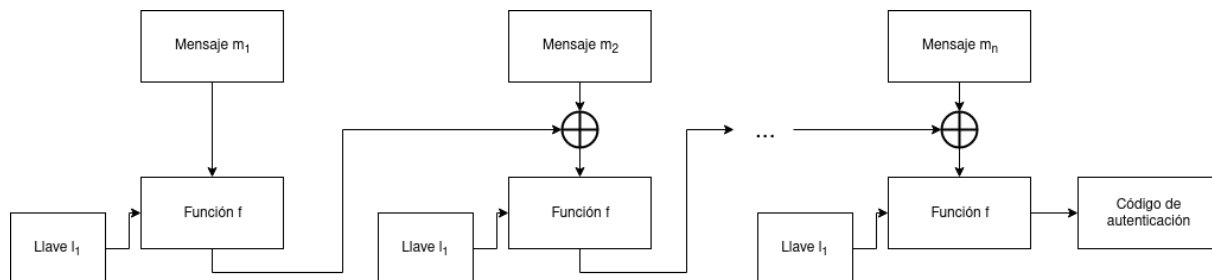 Mensaje m₁
Mensaje m₂
Mensaje mₙ
...
Función f
Función f
Función f
Código de
autenticación
Llave l₁
Llave l₁
Llave l₁